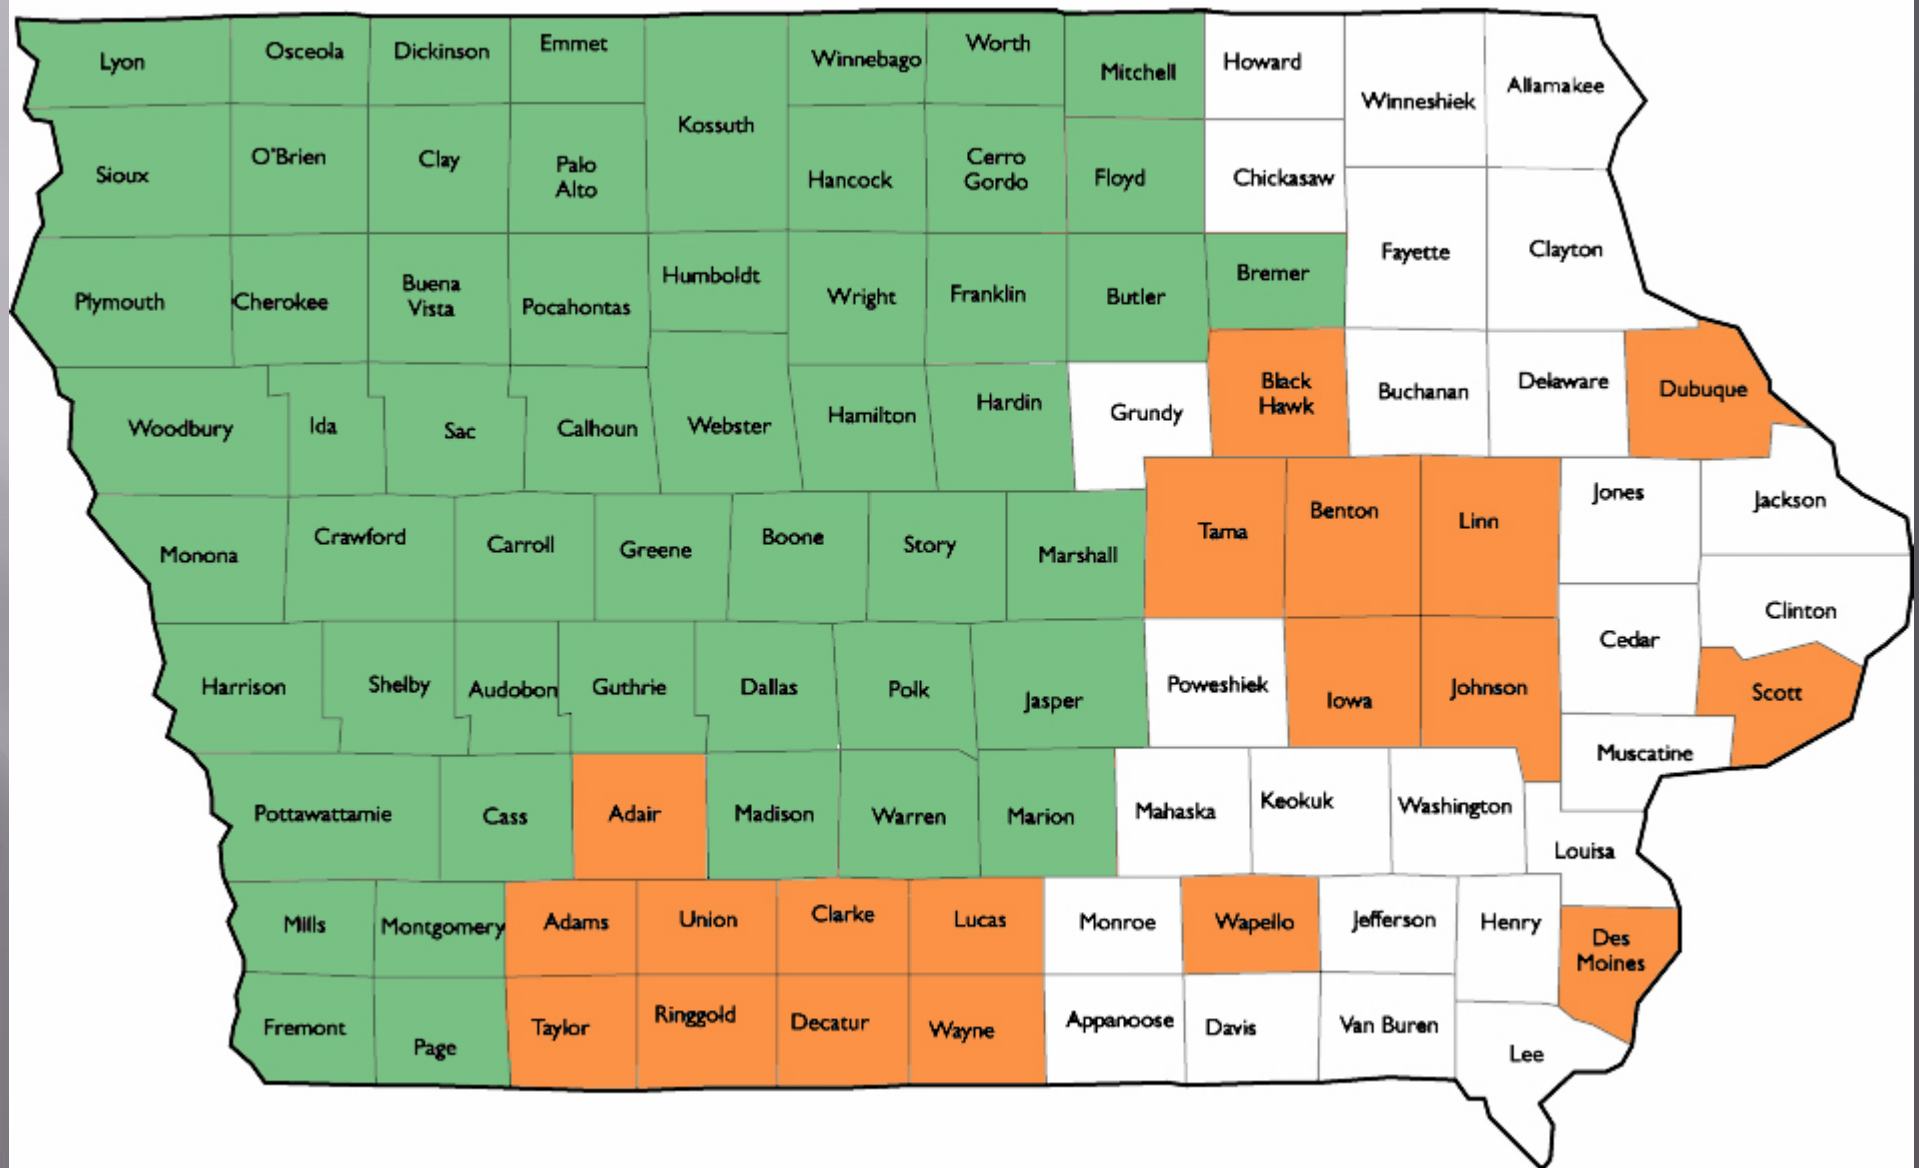 Lyon
Osceola
Dickinson
Emmet
Kossuth
Winnebago
Worth
Mitchell
Howard
Winneshiek
Allamakee
Sioux
O'Brien
Clay
Palo
Alto
Hancock
Cerro
Gordo
Floyd
Chickasaw
Fayette
Clayton
Plymouth
Cherokee
Buena
Vista
Pocahontas
Humboldt
Wright
Franklin
Butler
Bremer
Woodbury
Ida
Sac
Calhoun
Webster
Hamilton
Hardin
Grundy
Black
Hawk
Buchanan
Delaware
Dubuque
Monona
Crawford
Carroll
Greene
Boone
Story
Marshall
Tama
Benton
Linn
Jones
Jackson
Clinton
Harrison
Shelby
Audobon
Guthrie
Dallas
Polk
Jasper
Poweshiek
Iowa
Johnson
Cedar
Scott
Muscatine
Pottawattamie
Cass
Adair
Madison
Warren
Marion
Mahaska
Keokuk
Washington
Louisa
Mills
Montgomery
Adams
Union
Clarke
Lucas
Monroe
Wapello
Jefferson
Henry
Des
Moines
Fremont
Page
Taylor
Ringgold
Decatur
Wayne
Appanoose
Davis
Van Buren
Lee